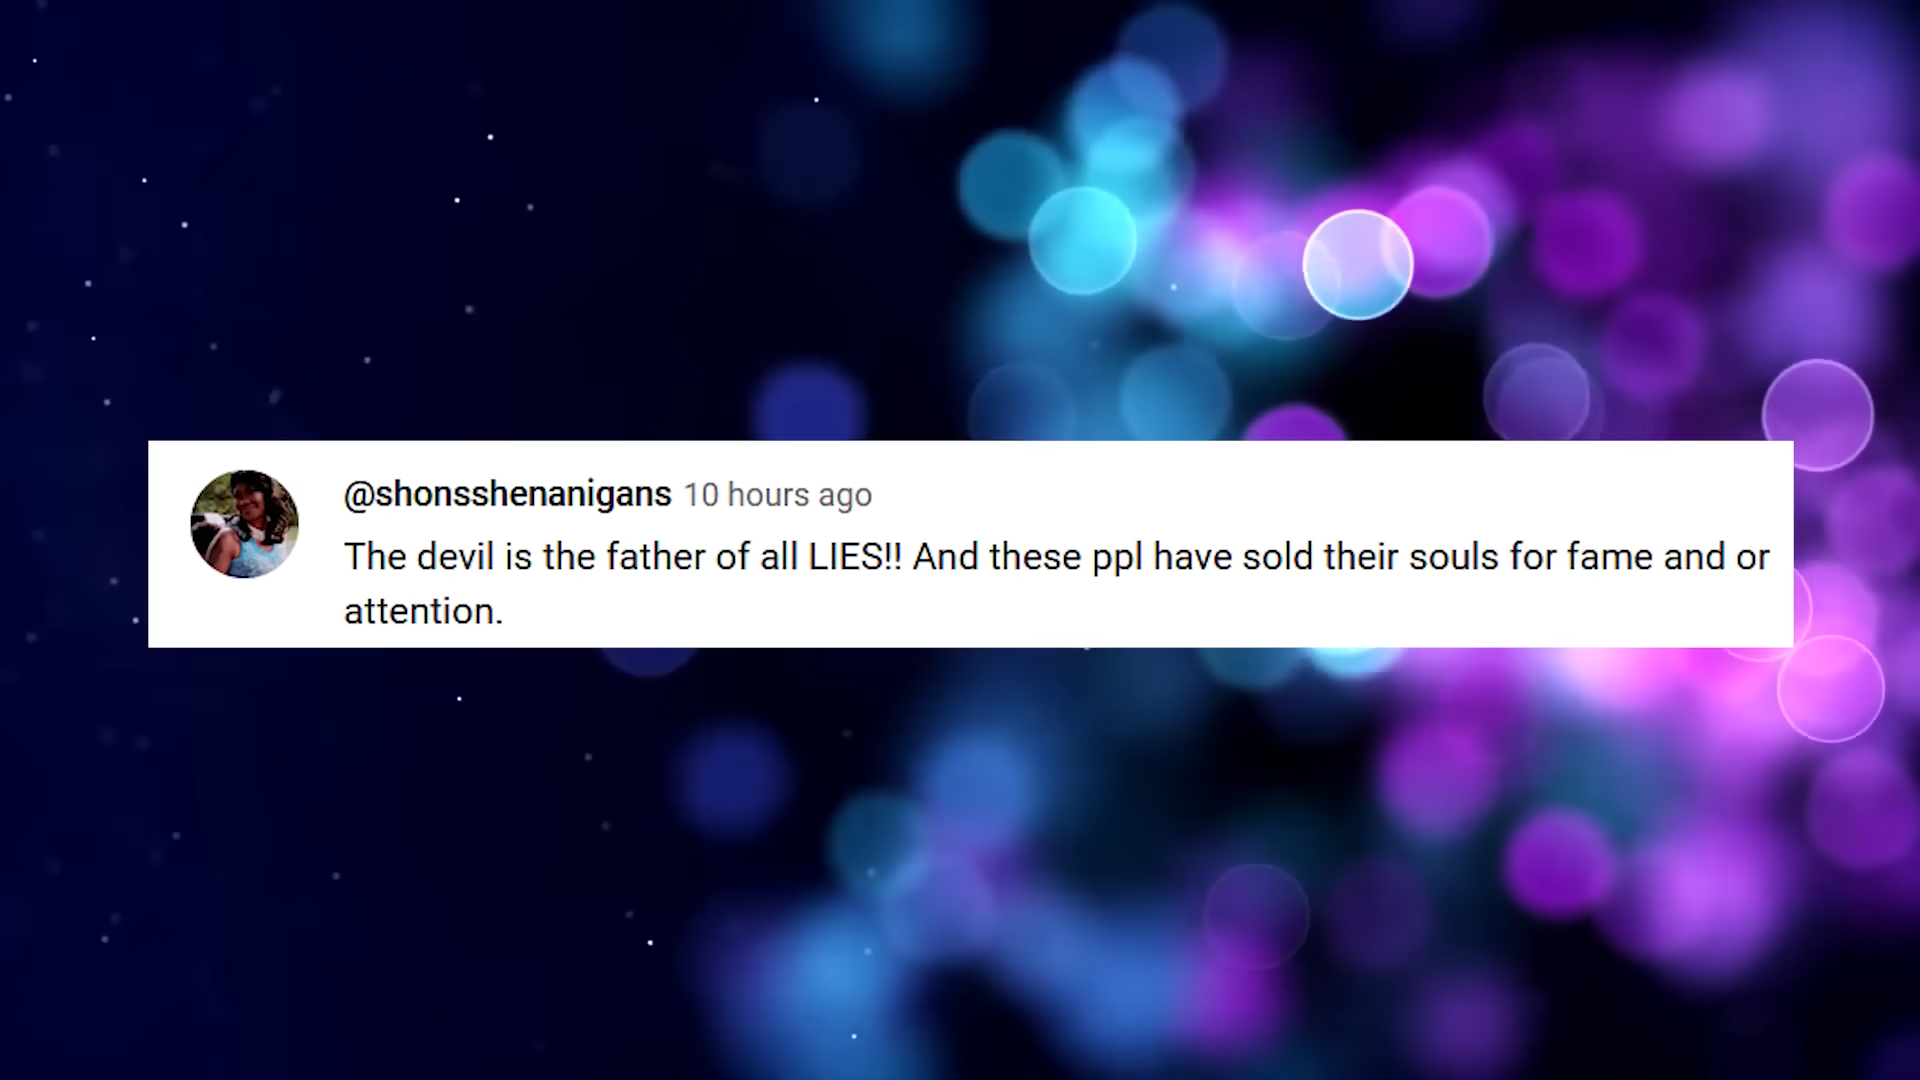 @shonsshenanigans 10 hours ago
The devil is the father of all LIES!! And these ppl have sold their souls for fame and or
attention.